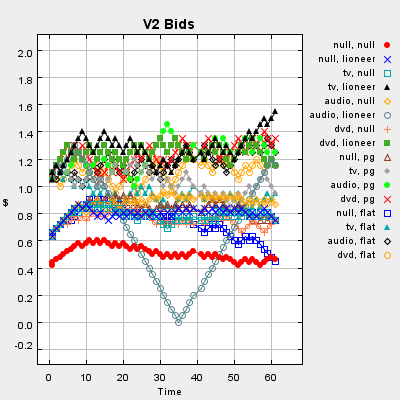 V2 Bids
2.0
1.8
1.6
1.4
1.2
1.0
0.8
0.6
0.4
0.2
0.0
-0.2
$
0 10 20 30 40 50 60
Time
null, null
null, lioneer
tv, null
tv, lioneer
audio, null
audio, lioneer
dvd, null
dvd, lioneer
null, pg
tv, pg
audio, pg
dvd, pg
null, flat
tv, flat
audio, flat
dvd, flat